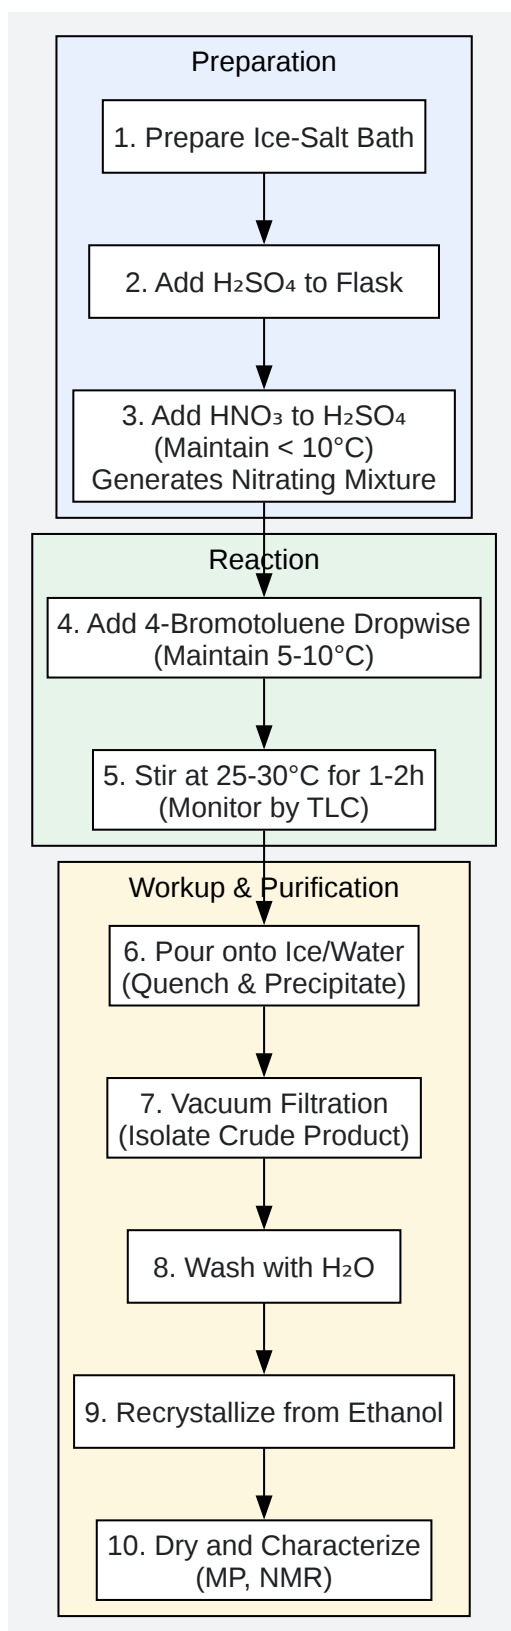 Preparation
1. Prepare Ice-Salt Bath
2. Add H₂SO₄ to Flask
3. Add HNO₃ to H₂SO₄
(Maintain < 10°C)
Generates Nitrating Mixture
Reaction
4. Add 4-Bromotoluene Dropwise
(Maintain 5-10°C)
5. Stir at 25-30°C for 1-2h
(Monitor by TLC)
Workup & Purification
6. Pour onto Ice/Water
(Quench & Precipitate)
7. Vacuum Filtration
(Isolate Crude Product)
8. Wash with H₂O
9. Recrystallize from Ethanol
10. Dry and Characterize
(MP, NMR)